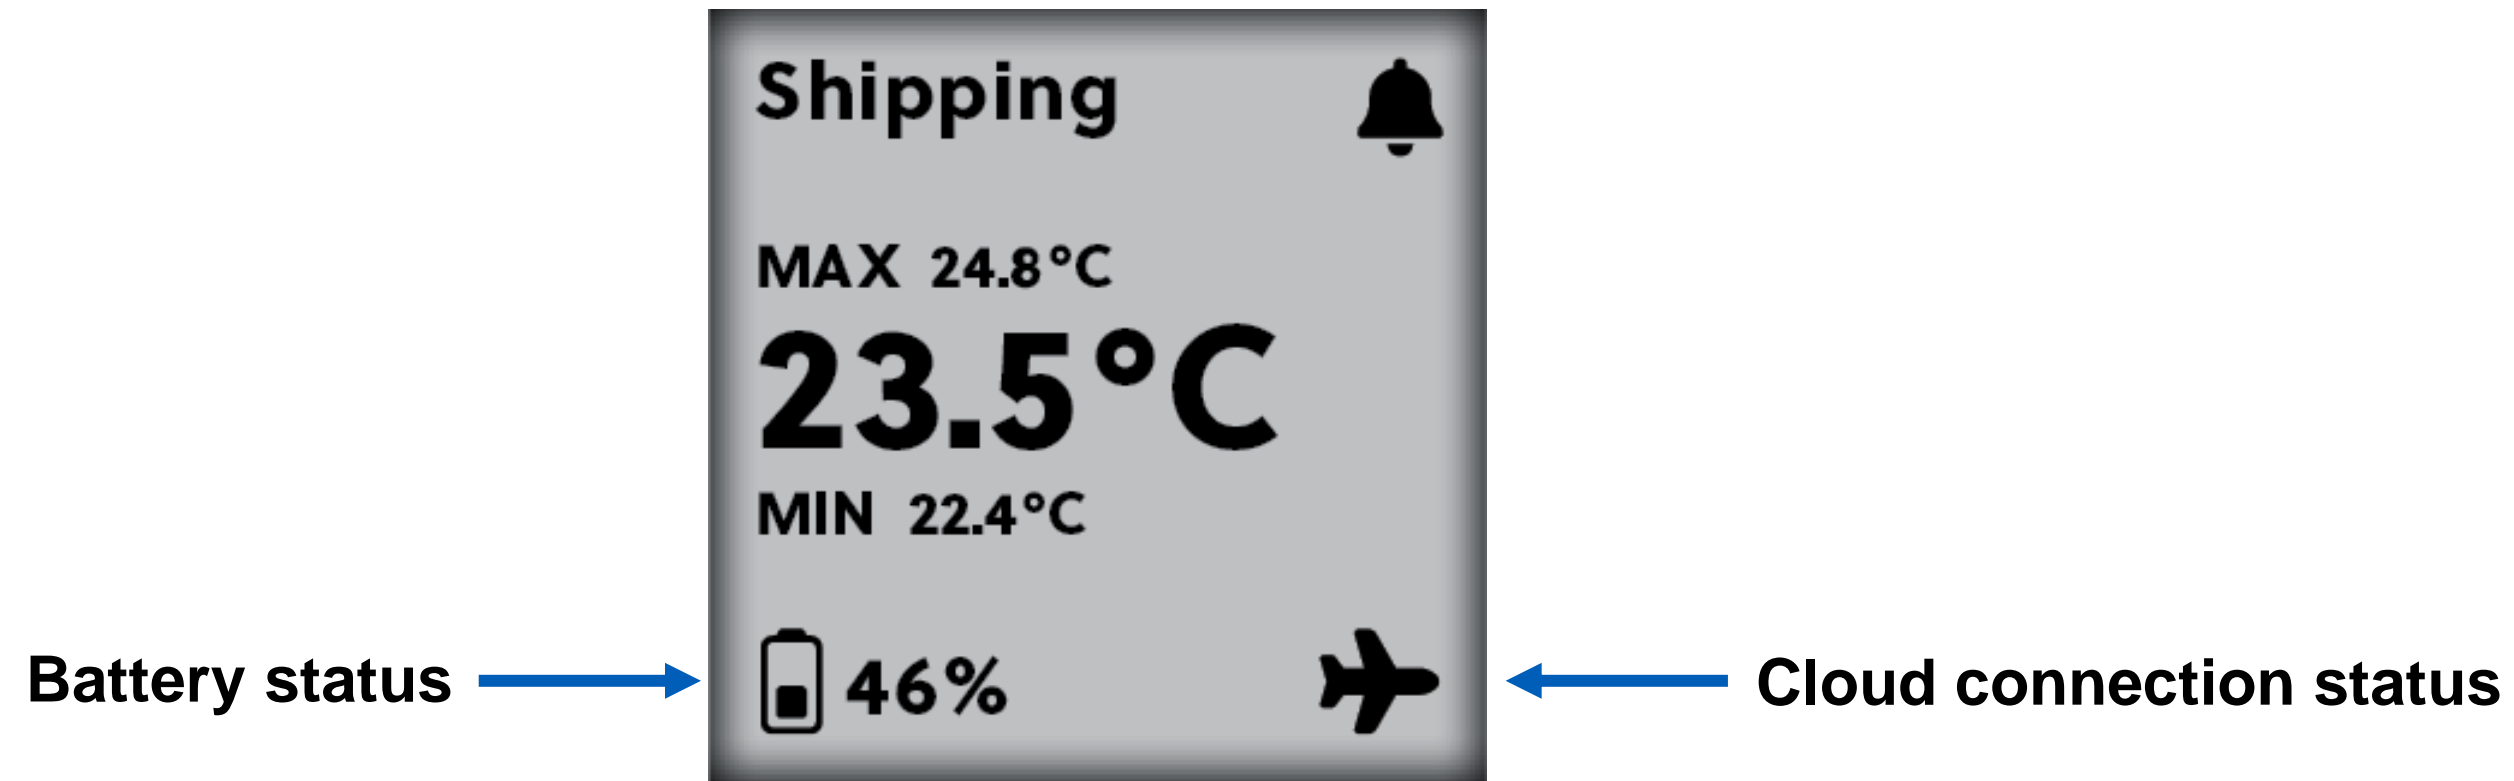 Shipping
MAX 24.8°C
23.5°C
MIN 22.4°C
Battery status
46%
Cloud connection status